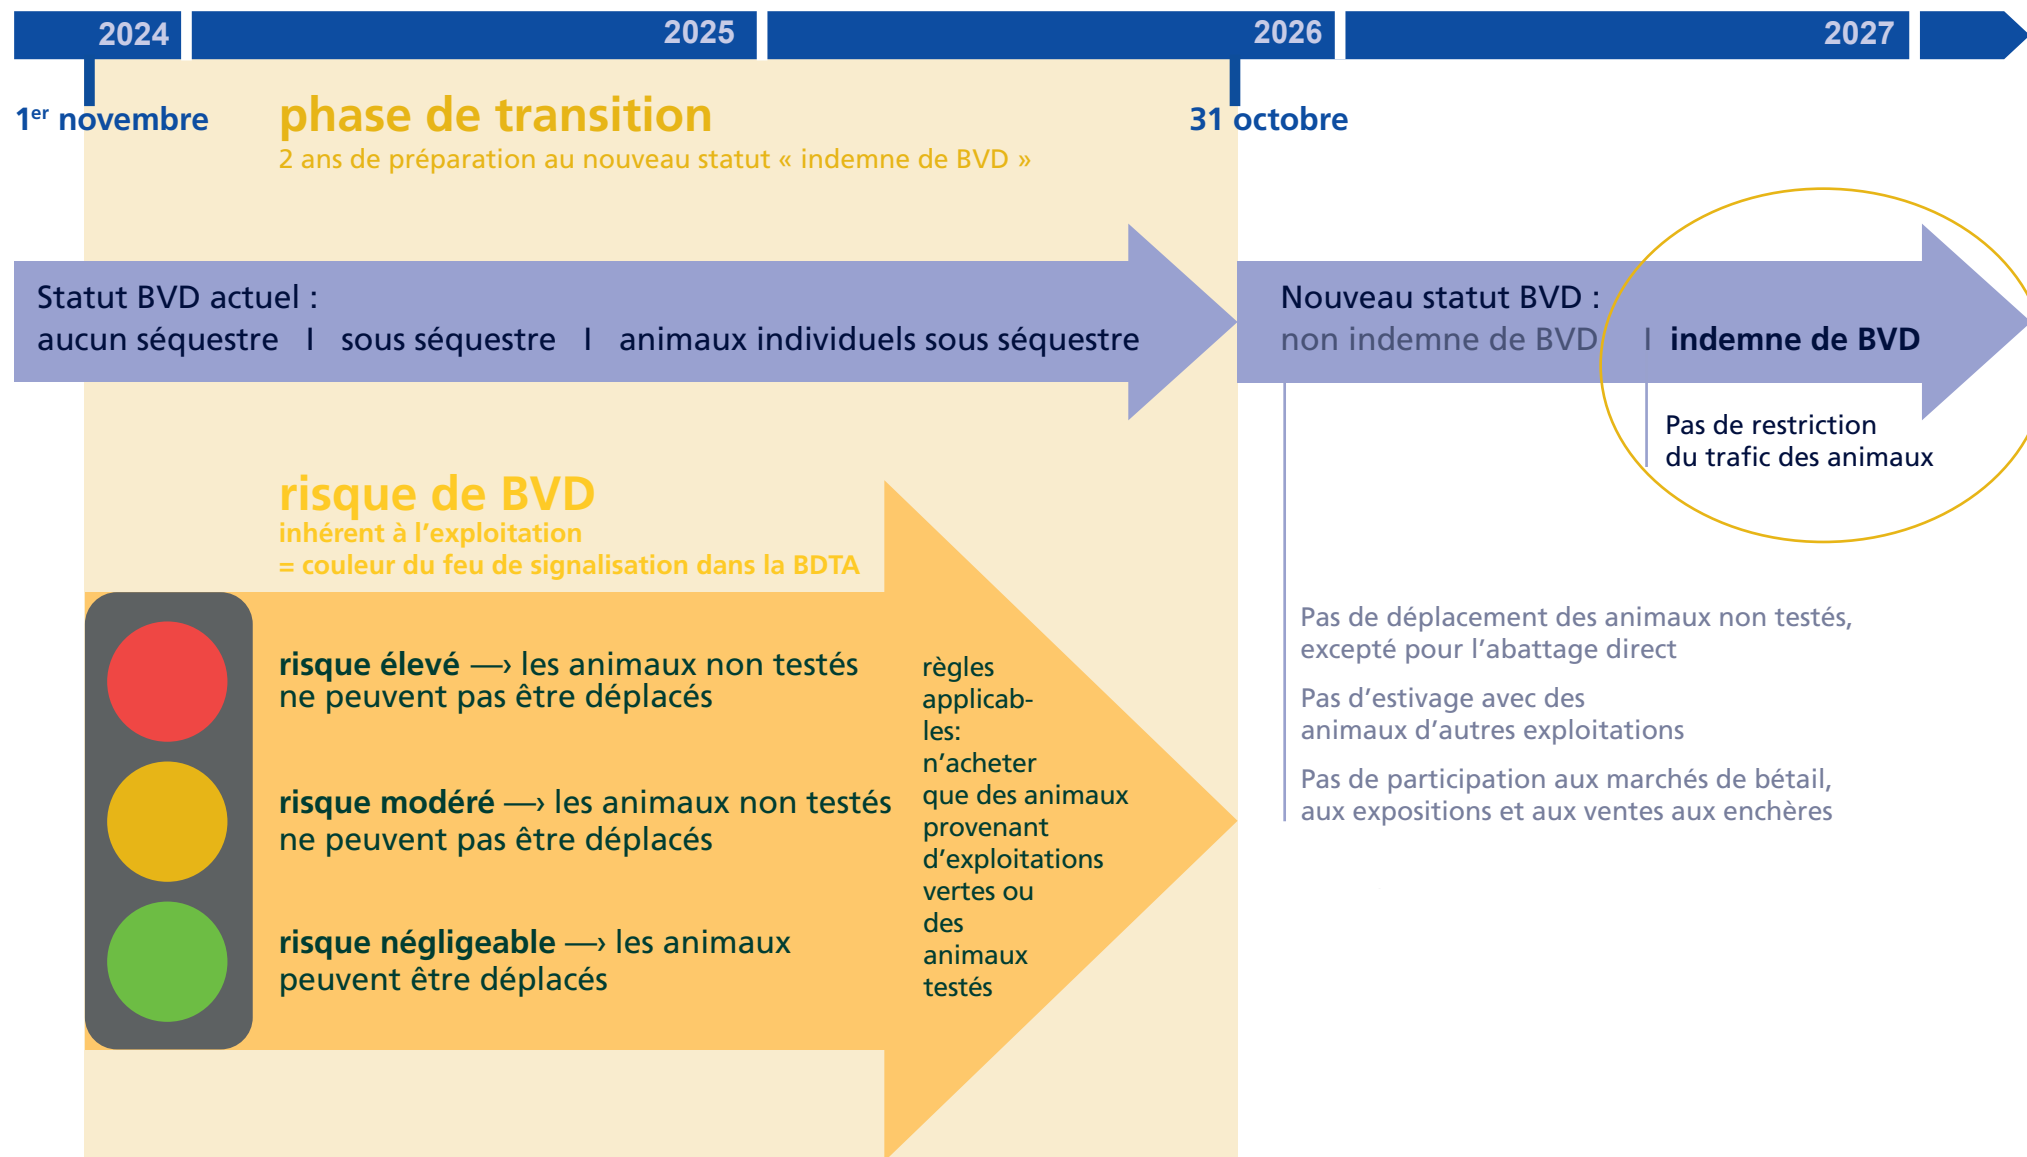 2024
2025
2026
2027
1er novembre
31 octobre
phase de transition
2 ans de préparation au nouveau statut « indemne de BVD »
Statut BVD actuel :
aucun séquestre I sous séquestre I animaux individuels sous séquestre
Nouveau statut BVD :
non indemne de BVD I indemne de BVD
Pas de restriction
du trafic des animaux
risque de BVD
inhérent à l’exploitation
= couleur du feu de signalisation dans la BDTA
risque élevé —› les animaux non testés
ne peuvent pas être déplacés
risque modéré —› les animaux non testés
ne peuvent pas être déplacés
risque négligeable —› les animaux
peuvent être déplacés
règles
applicab-
les:
n’acheter
que des animaux
provenant
d’exploitations
vertes ou
des
animaux
testés
Pas de déplacement des animaux non testés,
excepté pour l’abattage direct
Pas d’estivage avec des
animaux d’autres exploitations
Pas de participation aux marchés de bétail,
aux expositions et aux ventes aux enchères